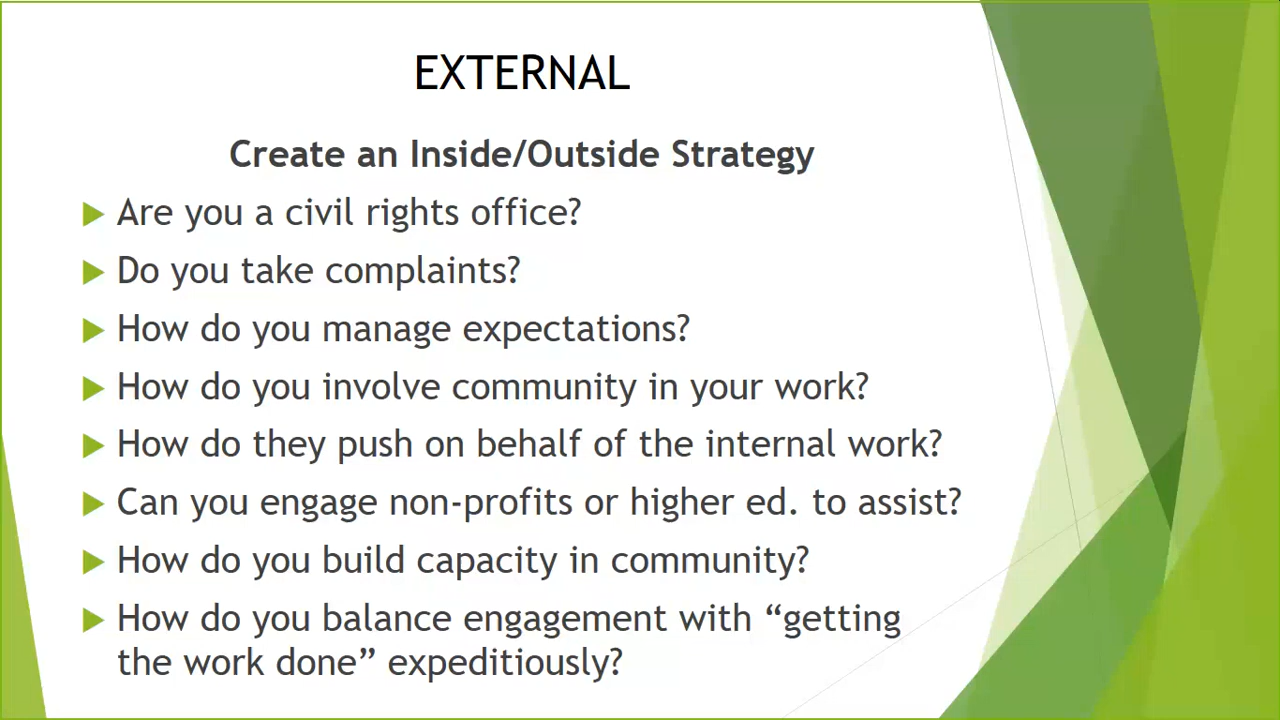 EXTERNAL
Create an Inside/Outside Strategy
Are you a civil rights office?
Do you take complaints?
How do you manage expectations?
How do you involve community in your work?
How do they push on behalf of the internal work?
Can you engage non-profits or higher ed. to assist?
How do you build capacity in community?
How do you balance engagement with “getting
the work done” expeditiously?